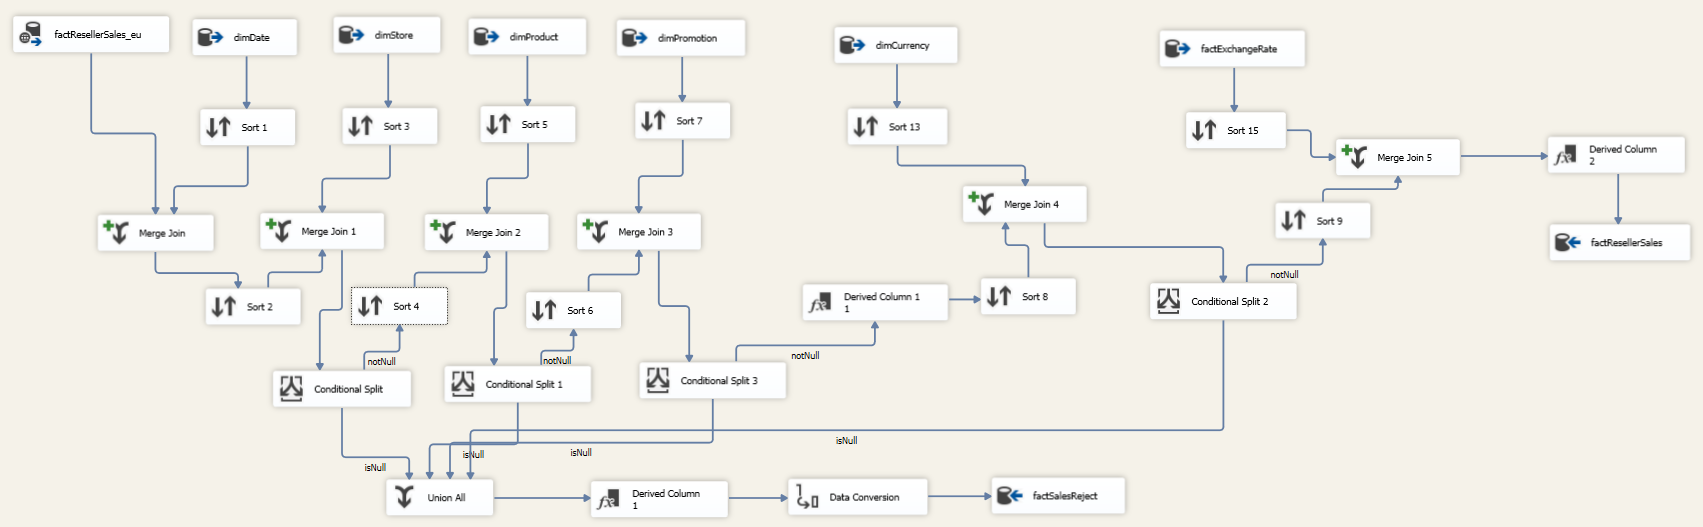 factResellerSales_eu
dimDate
dimStore
dimProduct
dimPromotion
dimCurrency
factExchangeRate
Sort 1
Sort 3
Sort 5
Sort 7
Sort 13
Sort 15
Merge Join 5
Derived Column
2
Merge Join
Merge Join 1
Merge Join 2
Merge Join 3
Merge Join 4
Sort 9
factResellerSales
notNull
Sort 2
Sort 4
Sort 6
Derived Column 1
1
Sort 8
Conditional Split 2
notNull
notNull
notNull
Conditional Split
Conditional Split 1
Conditional Split 3
isNull
isNull
isNull
isNull
Union All
Derived Column
1
Data Conversion
factSalesReject